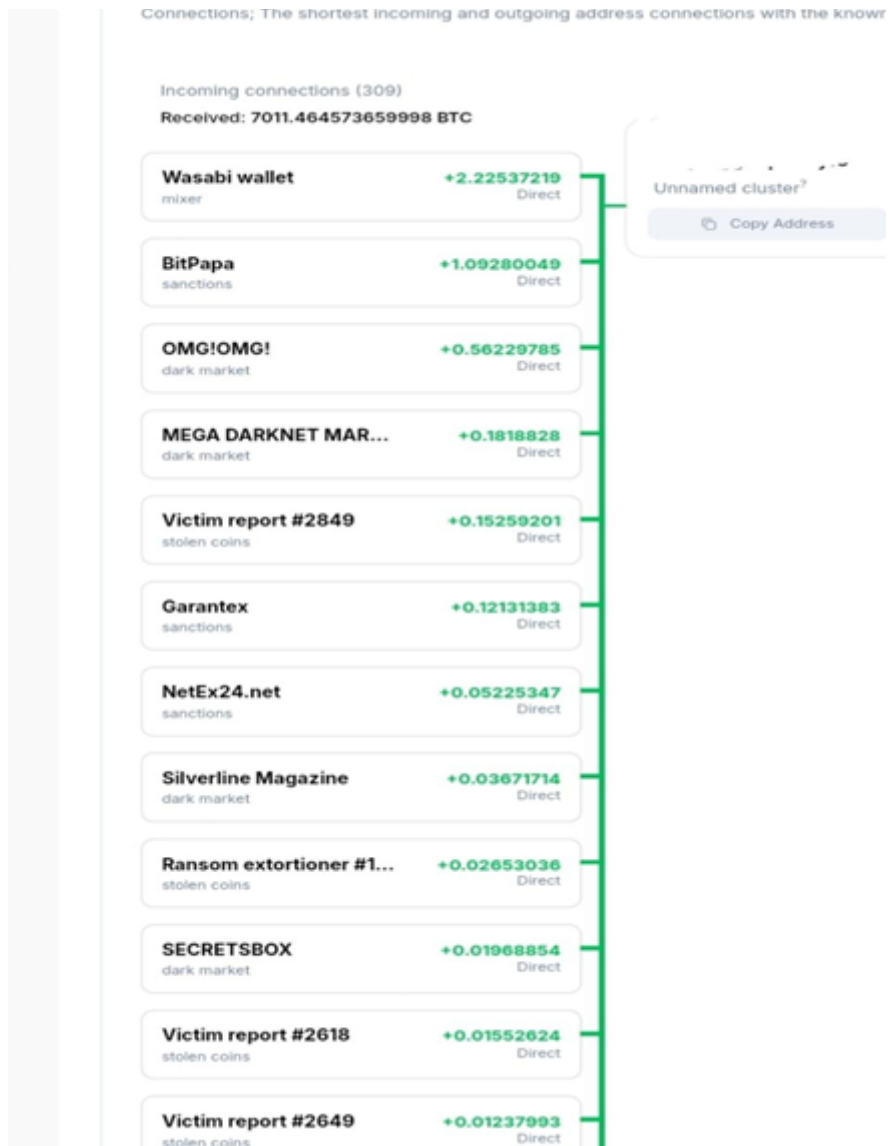 Connections; The shortest incoming and outgoing address connections with the known
Incoming connections (309)
Received: 7011.464573659998 BTC
Wasabi wallet +2.22537219
mixer Direct
Unnamed cluster?
Copy Address
BitPapa +1.09280049
sanctions Direct
OMG!OMG! +0.56229785
dark market Direct
MEGA DARKNET MAR... +0.1818828
dark market Direct
Victim report #2849 +0.15259201
stolen coins Direct
Garantex +0.12131383
sanctions Direct
NetEx24.net +0.05225347
sanctions Direct
Silverline Magazine +0.03671714
dark market Direct
Ransom extortioner #1... +0.02653036
stolen coins Direct
SECRETSBOX +0.01968854
dark market Direct
Victim report #2618 +0.01552624
stolen coins Direct
Victim report #2649 +0.01237993
stolen coins Direct